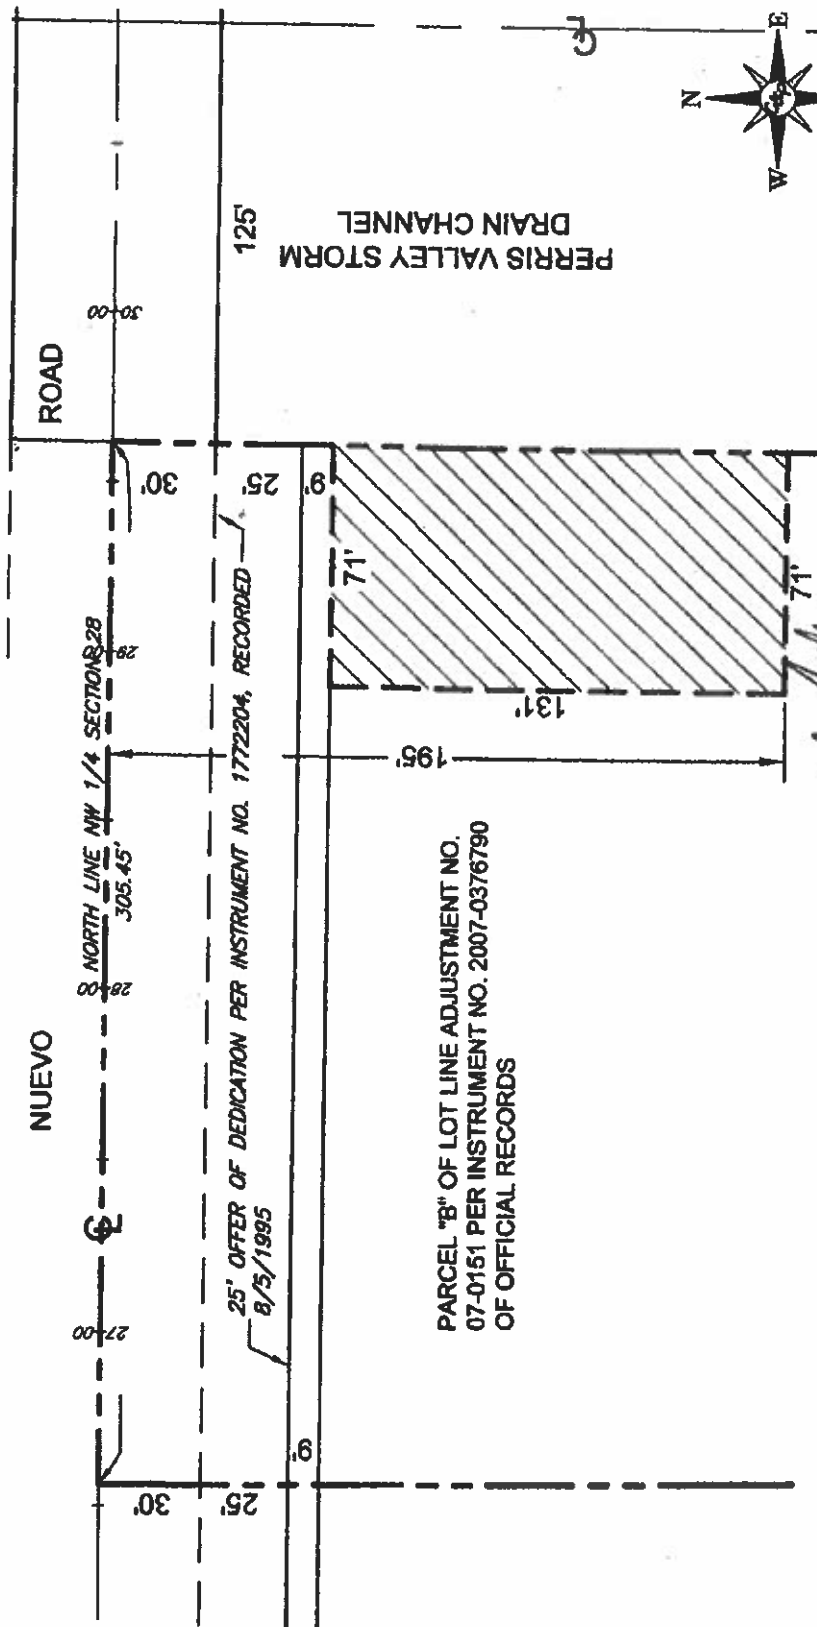 NUEVO
ROAD
NORTH LINE NW 1/4 SECTION 28
305.45'
27+00
28+00
29
30+00
30'
25'
9'
30'
25'
9'
25' OFFER OF DEDICATION PER INSTRUMENT NO. 1772204, RECORDED
8/5/1995
125'
PERRIS VALLEY STORM
DRAIN CHANNEL
71'
131'
195'
71'
PARCEL "B" OF LOT LINE ADJUSTMENT NO.
07-0151 PER INSTRUMENT NO. 2007-0376790
OF OFFICIAL RECORDS
N
W
E